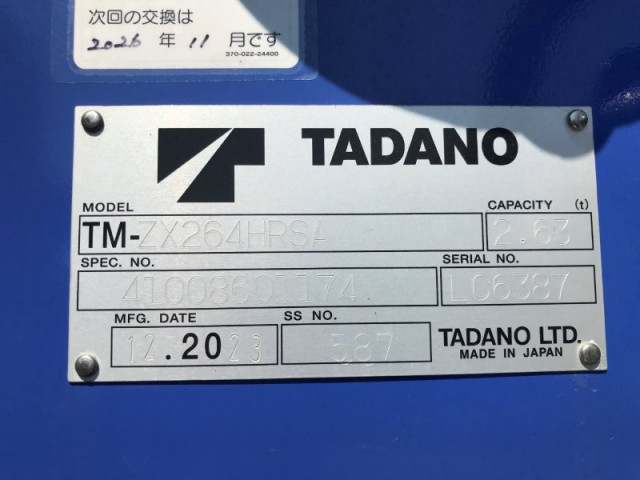 次回の交換は
2026 年 11 月です
370-022-24400
TADANO
MODEL
CAPACITY (t)
TM-ZX264HRSA
2.63
SPEC. NO.
SERIAL NO.
41008601174
LC6387
MFG. DATE
SS NO.
12.2023
587
TADANO LTD.
MADE IN JAPAN